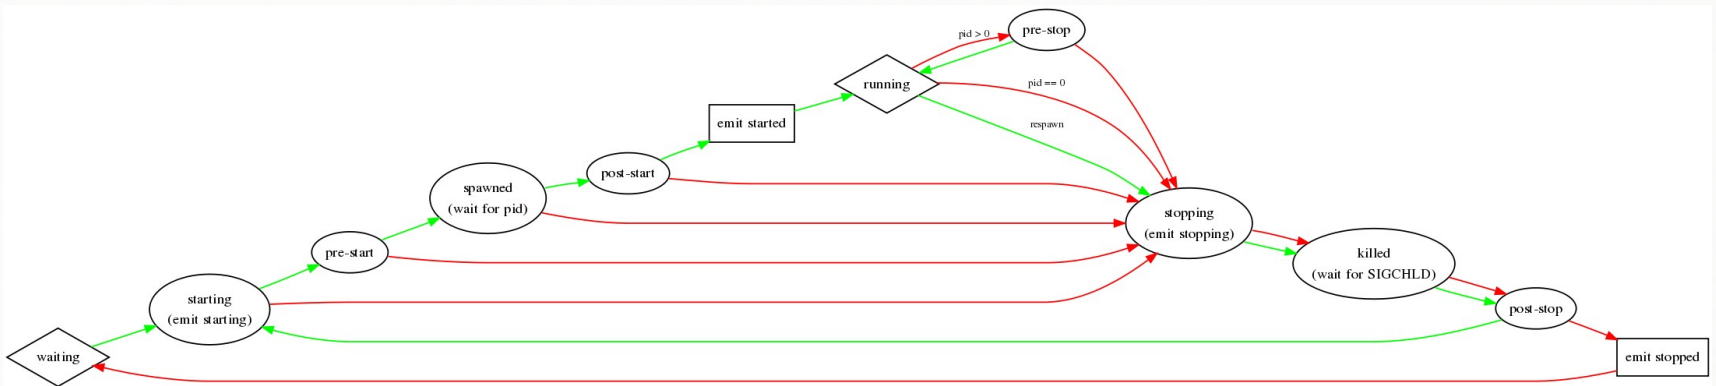 pre-stop
pid > 0
running
pid == 0
emit started
respawn
post-start
spawned
(wait for pid)
stopping
(emit stopping)
pre-start
killed
(wait for SIGCHLD)
starting
(emit starting)
post-stop
waiting
emit stopped